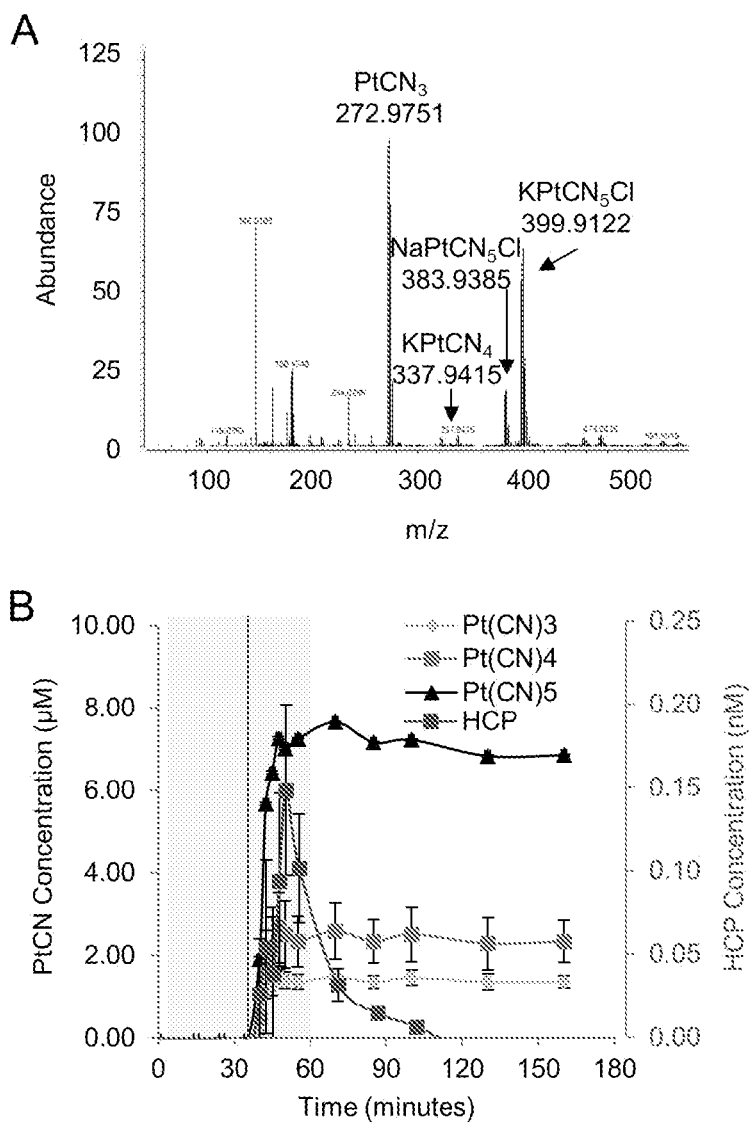 A
125
100
75
50
25
0
Abundance
PtCN3
272.9751
KPtCN5Cl
399.9122
NaPtCN5Cl
383.9385
KPtCN4
337.9415
100
200
300
400
500
m/z
B
10.00
8.00
6.00
4.00
2.00
0.00
PtCN Concentration (µM)
Pt(CN)3
Pt(CN)4
Pt(CN)5
HCP
0.25
0.20
0.15
0.10
0.05
0.00
HCP Concentration (nM)
0
30
60
90
120
150
180
Time (minutes)